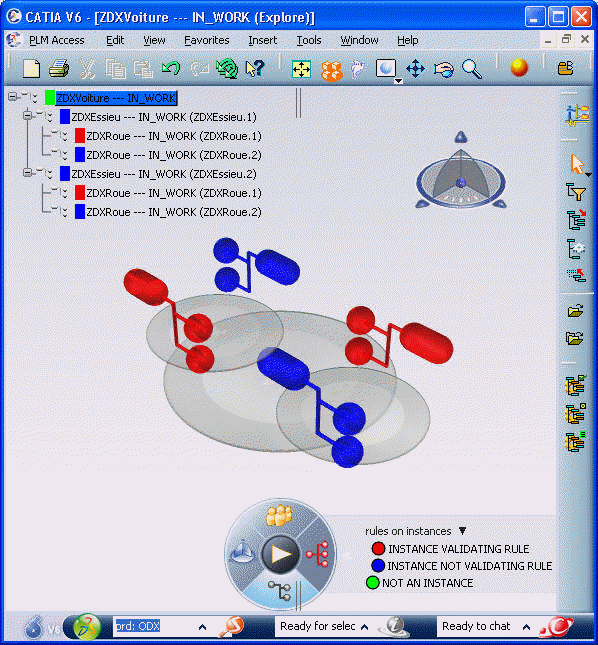 CATIA V6 - [ZDXVoiture --- IN_WORK (Explore)]
PLM Access Edit View Favorites Insert Tools Window Help
ZDXVoiture --- IN_WORK
ZDXEssieu --- IN_WORK (ZDXEssieu.1)
ZDXRoue --- IN_WORK (ZDXRoue.1)
ZDXRoue --- IN_WORK (ZDXRoue.2)
ZDXEssieu --- IN_WORK (ZDXEssieu.2)
ZDXRoue --- IN_WORK (ZDXRoue.1)
ZDXRoue --- IN_WORK (ZDXRoue.2)
rules on instances
INSTANCE VALIDATING RULE
INSTANCE NOT VALIDATING RULE
NOT AN INSTANCE
V6 prd: ODX Ready for selec Ready to chat